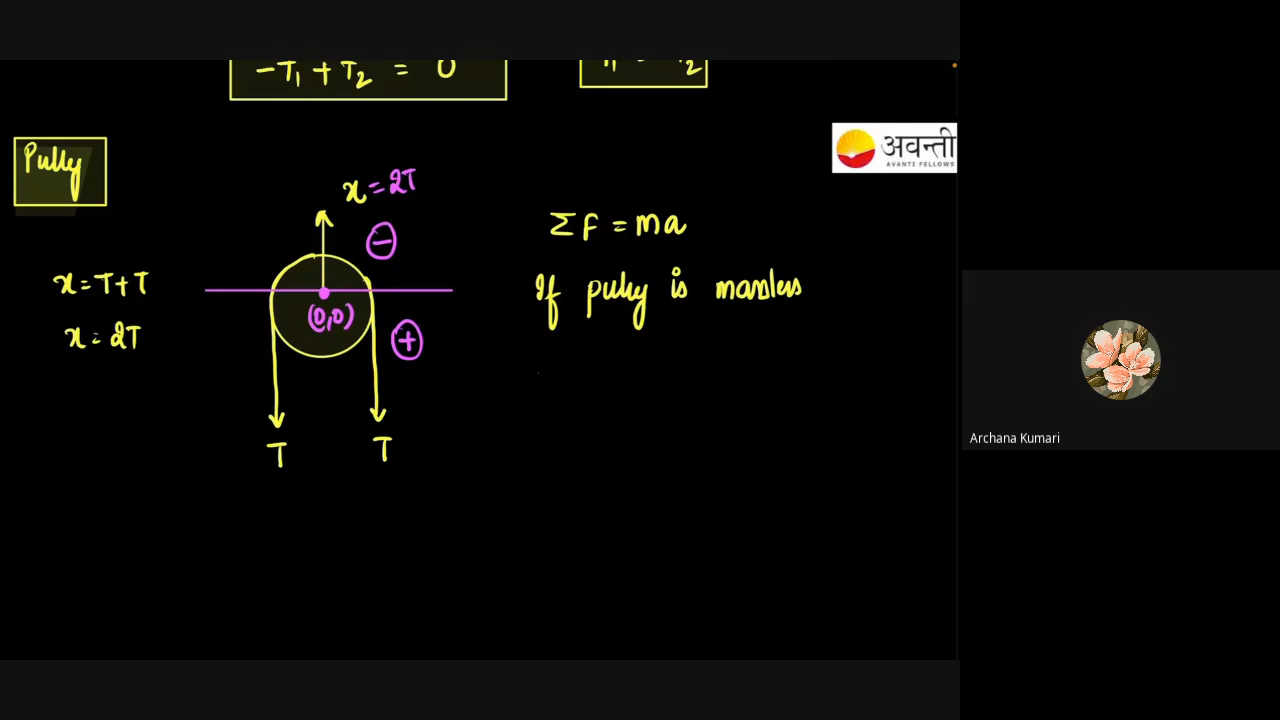 -T1 + T2 = 0
Pully
x = 2T
अवन्ती
AVANTI FELLOWS
ΣF = ma
x = T + T
If pully is massless
(0,0)
x = 2T
T
T
Archana Kumari